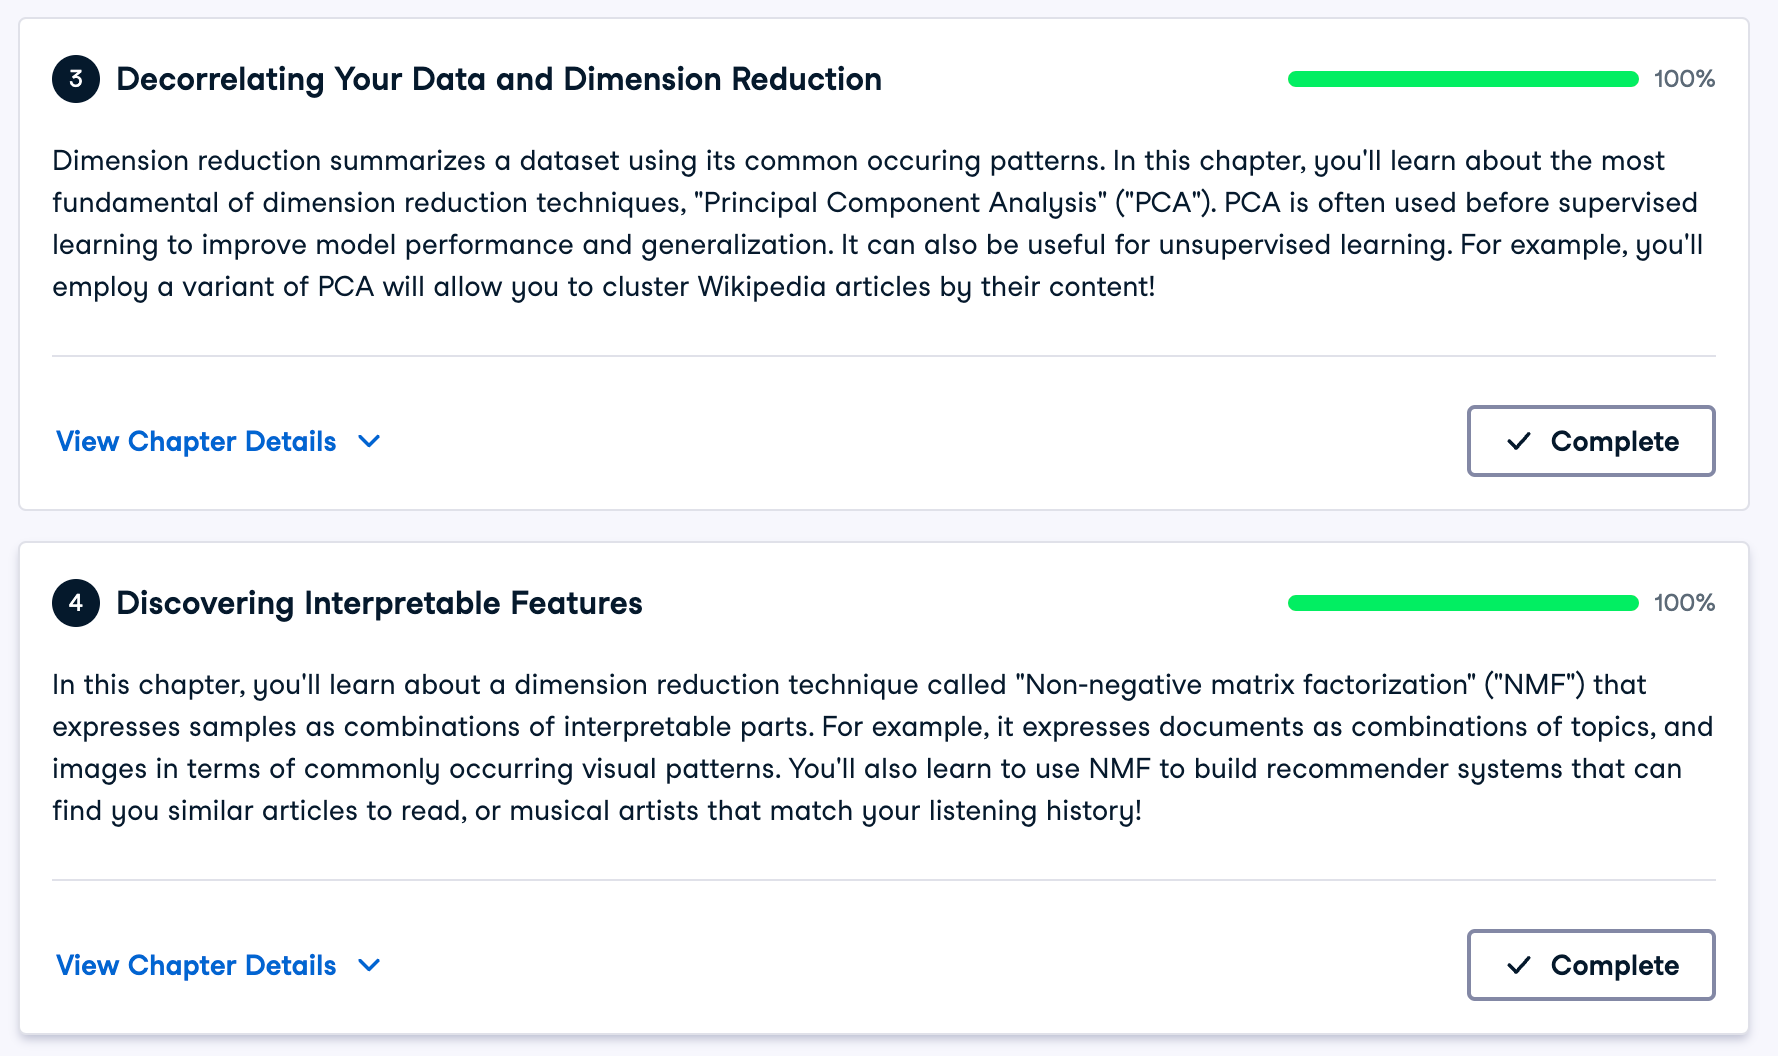 3 Decorrelating Your Data and Dimension Reduction 100%
Dimension reduction summarizes a dataset using its common occuring patterns. In this chapter, you'll learn about the most
fundamental of dimension reduction techniques, "Principal Component Analysis" ("PCA"). PCA is often used before supervised
learning to improve model performance and generalization. It can also be useful for unsupervised learning. For example, you'll
employ a variant of PCA will allow you to cluster Wikipedia articles by their content!
View Chapter Details
Complete
4 Discovering Interpretable Features 100%
In this chapter, you'll learn about a dimension reduction technique called "Non-negative matrix factorization" ("NMF") that
expresses samples as combinations of interpretable parts. For example, it expresses documents as combinations of topics, and
images in terms of commonly occurring visual patterns. You'll also learn to use NMF to build recommender systems that can
find you similar articles to read, or musical artists that match your listening history!
View Chapter Details
Complete